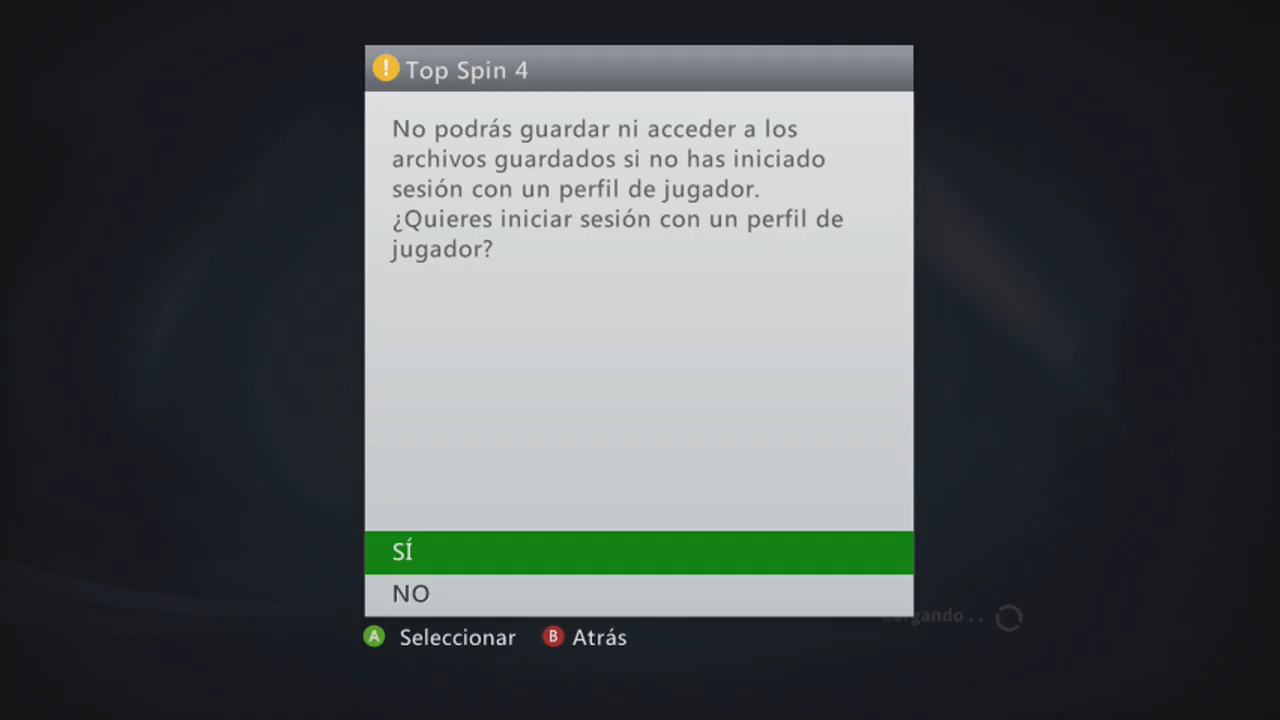 ! Top Spin 4
No podrás guardar ni acceder a los
archivos guardados si no has iniciado
sesión con un perfil de jugador.
¿Quieres iniciar sesión con un perfil de
jugador?
SÍ
NO
Cargando . .
A Seleccionar B Atrás